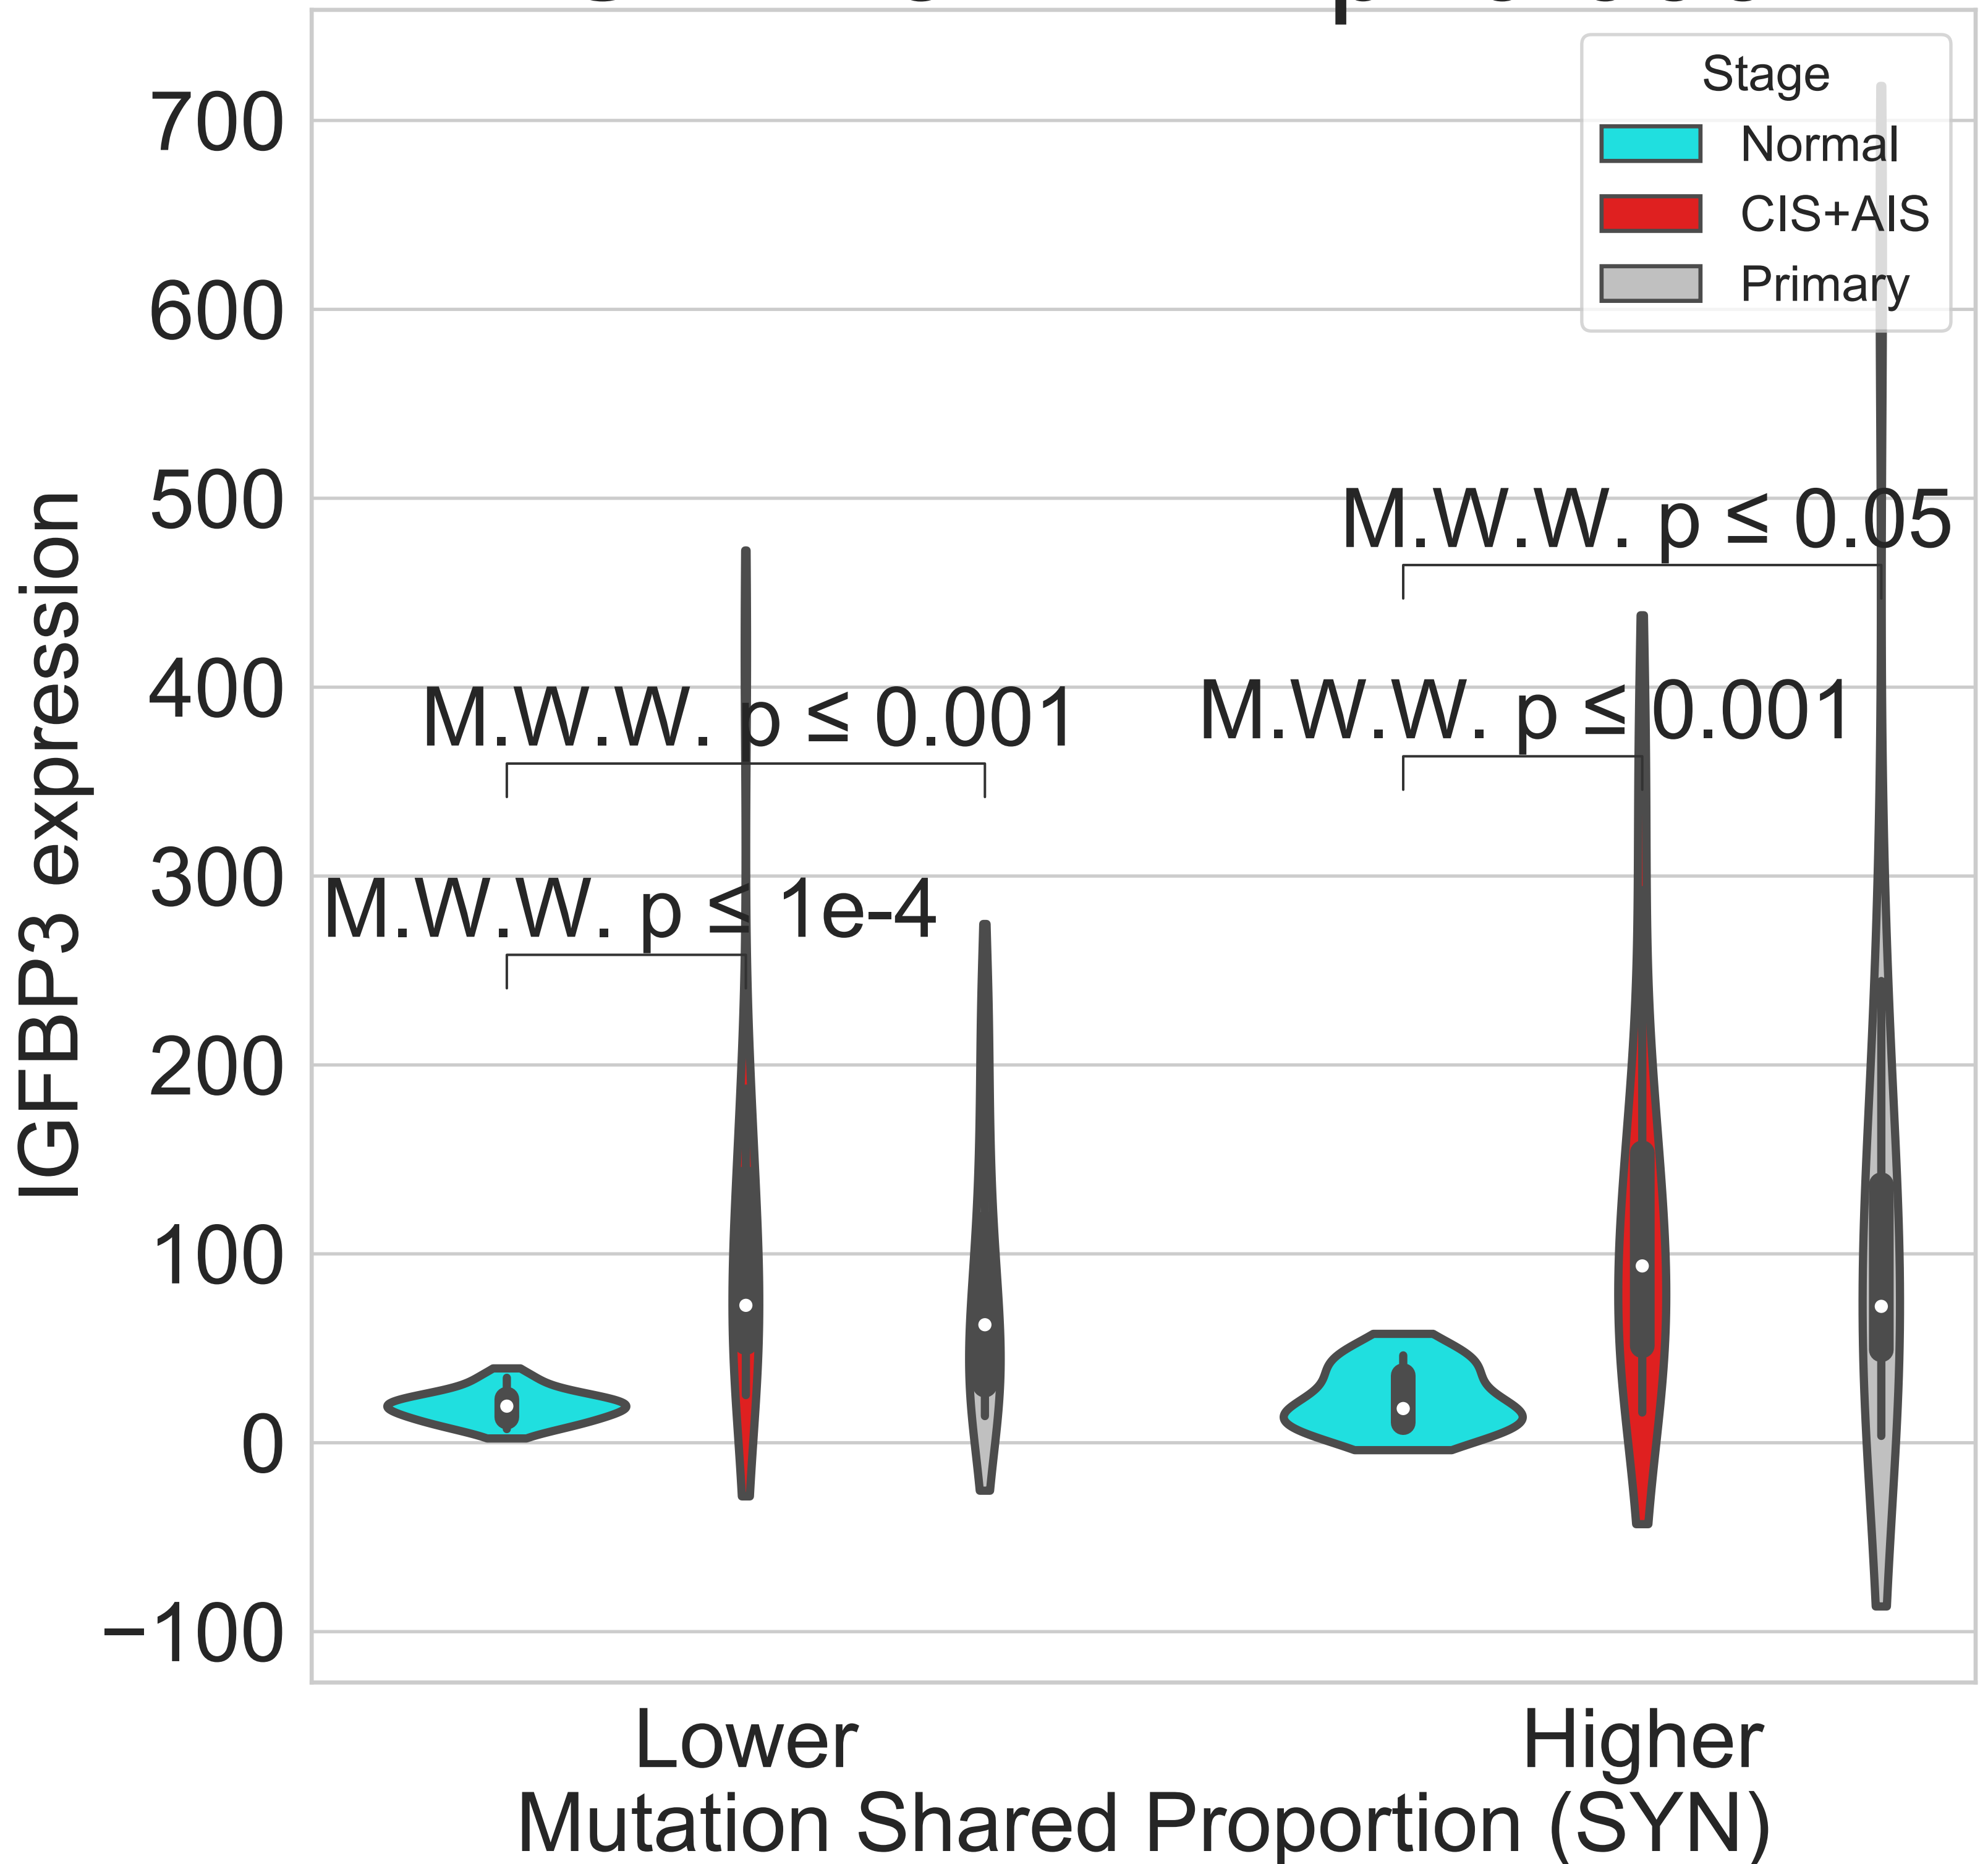 Stage
Normal
CIS+AIS
Primary
700
600
500
400
300
200
100
0
−100
IGFBP3 expression
M.W.W. p ≤ 0.05
M.W.W. p ≤ 0.001
M.W.W. p ≤ 0.001
M.W.W. p ≤ 1e-4
Lower
Higher
Mutation Shared Proportion (SYN)